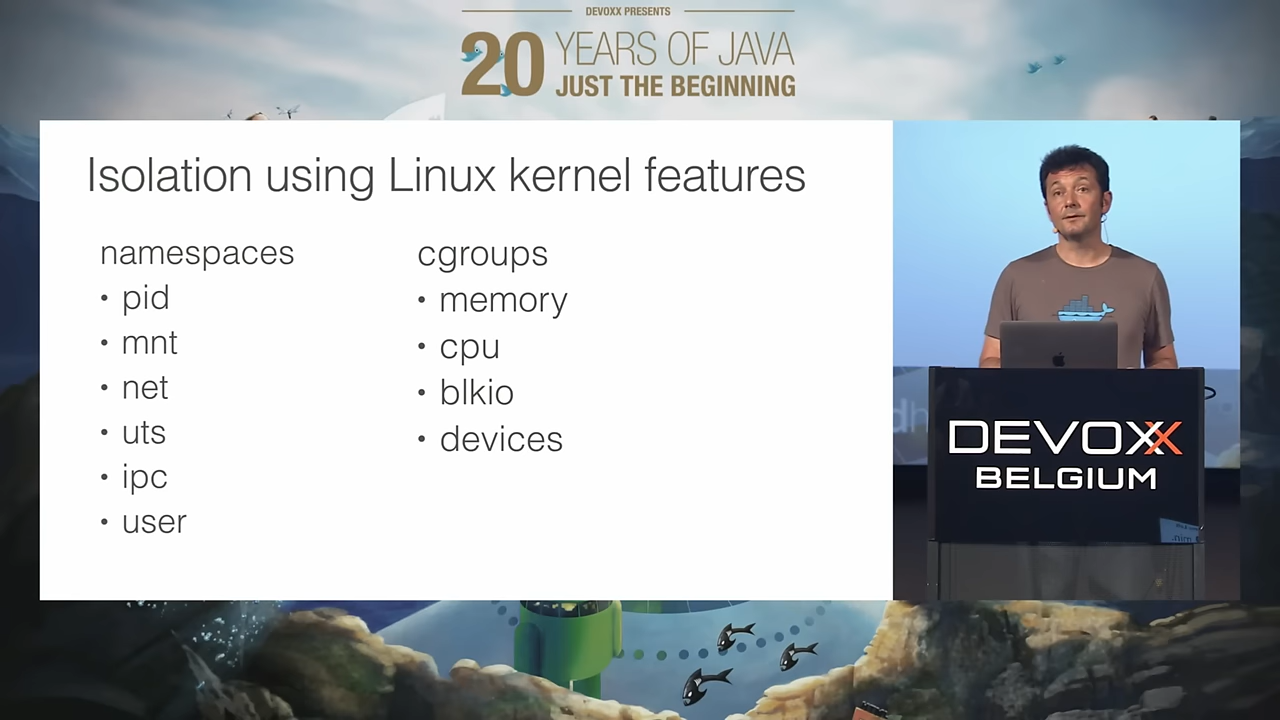 DEVOXX PRESENTS
20 YEARS OF JAVA
JUST THE BEGINNING
Isolation using Linux kernel features
namespaces
• pid
• mnt
• net
• uts
• ipc
• user
cgroups
• memory
• cpu
• blkio
• devices
DEVOXX
BELGIUM